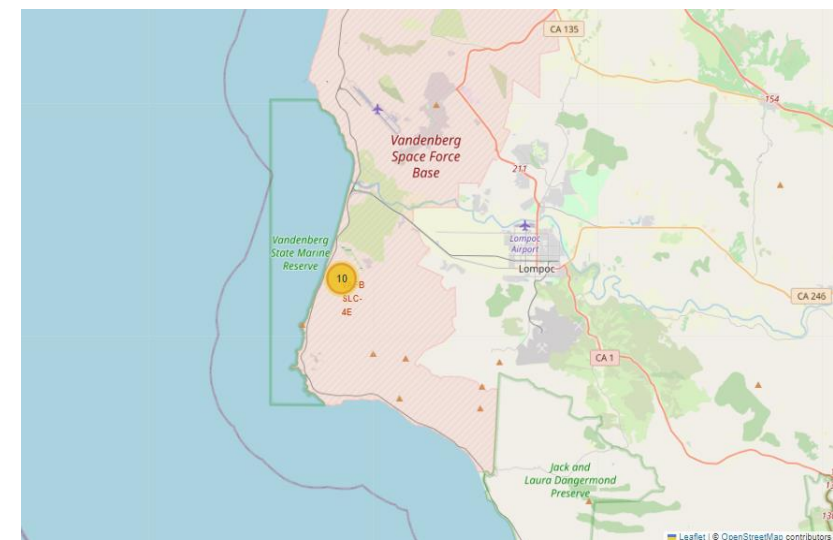 CA 135
154
Vandenberg
Space Force
Base
211
Vandenberg
State Marine
Reserve
Lompoc
Airport
Lompoc
10
B
SLC-
4E
CA 246
CA 1
Jack and
Laura Dangermond
Preserve
Leaflet | © OpenStreetMap contributors